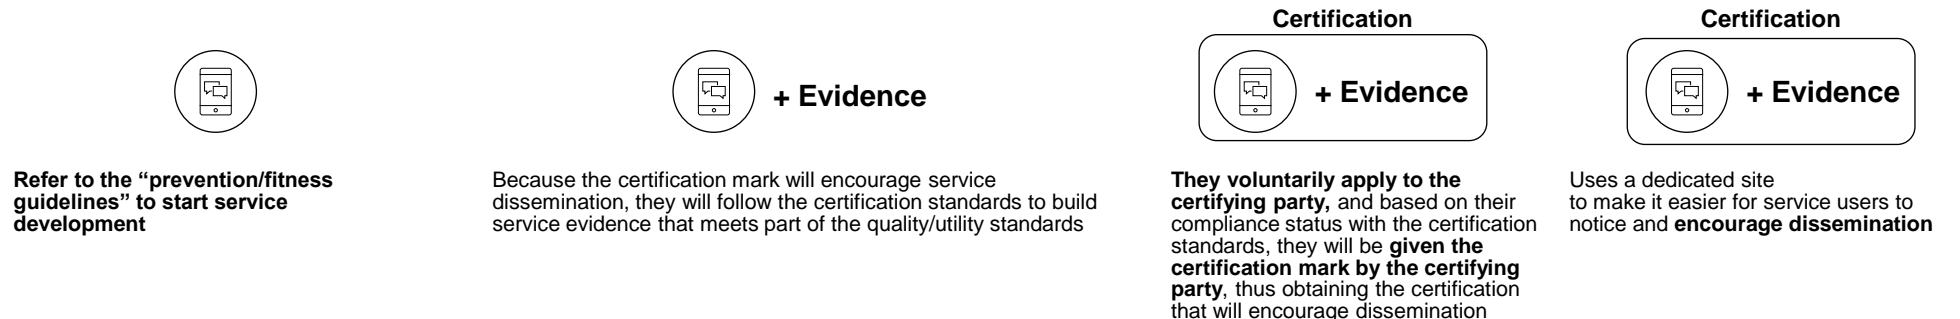 + Evidence
Certification
+ Evidence
Certification
+ Evidence
Refer to the “prevention/fitness
guidelines” to start service
development
Because the certification mark will encourage service
dissemination, they will follow the certification standards to build
service evidence that meets part of the quality/utility standards
They voluntarily apply to the
certifying party, and based on their
compliance status with the certification
standards, they will be given the
certification mark by the certifying
party, thus obtaining the certification
that will encourage dissemination
Uses a dedicated site
to make it easier for service users to
notice and encourage dissemination